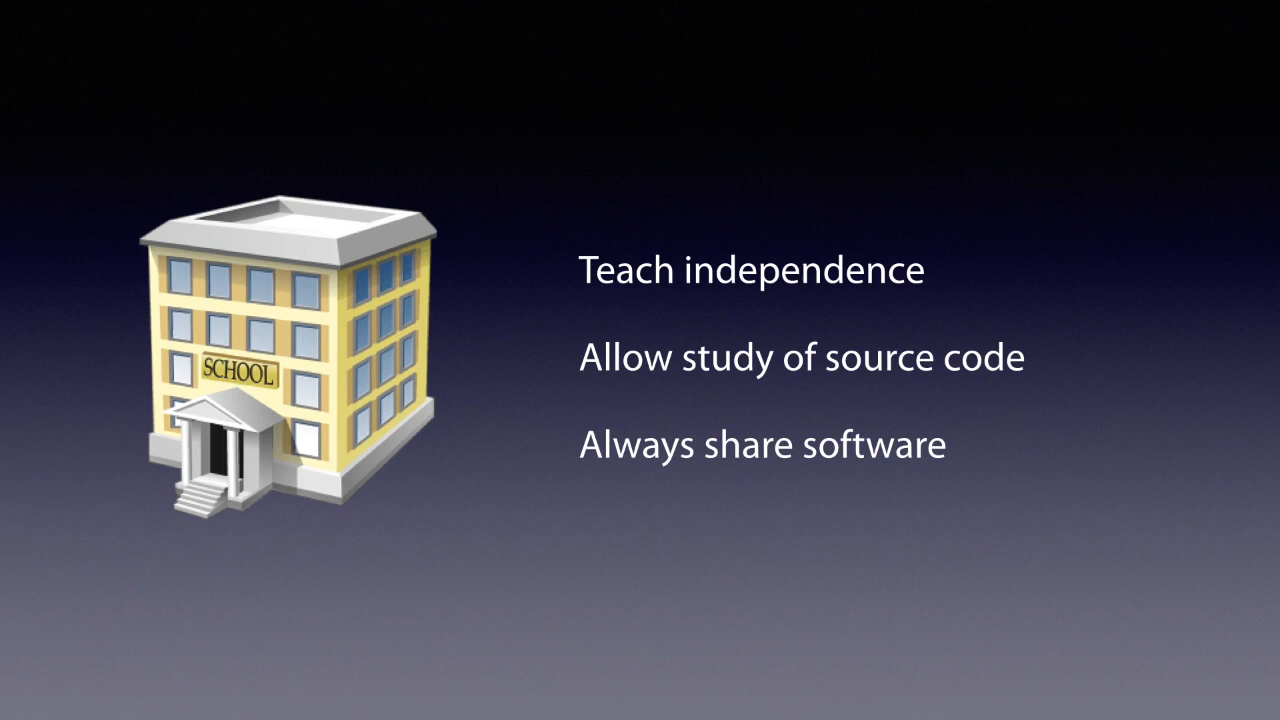 SCHOOL
Teach independence
Allow study of source code
Always share software